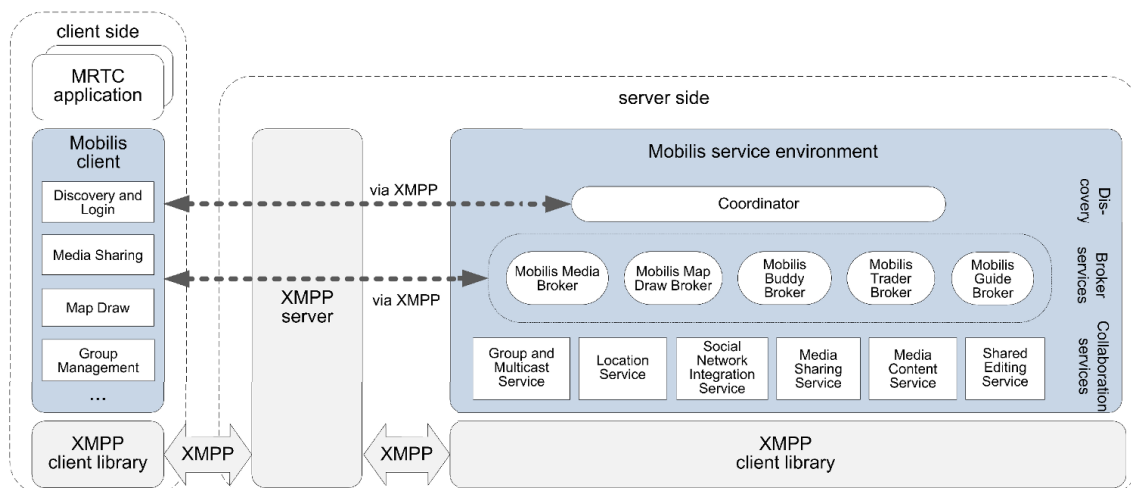 client side
MRTC
application
Mobilis
client
Discovery and
Login
Media Sharing
Map Draw
Group
Management
...
XMPP
client library
XMPP
XMPP
server
via XMPP
via XMPP
XMPP
server side
Mobilis service environment
Coordinator
Dis-
covery
Mobilis Media
Broker
Mobilis Map
Draw Broker
Mobilis
Buddy
Broker
Mobilis
Trader
Broker
Mobilis
Guide
Broker
Broker
services
Group and
Multicast
Service
Location
Service
Social
Network
Integration
Service
Media
Sharing
Service
Media
Content
Service
Shared
Editing
Service
Collaboration
services
XMPP
client library